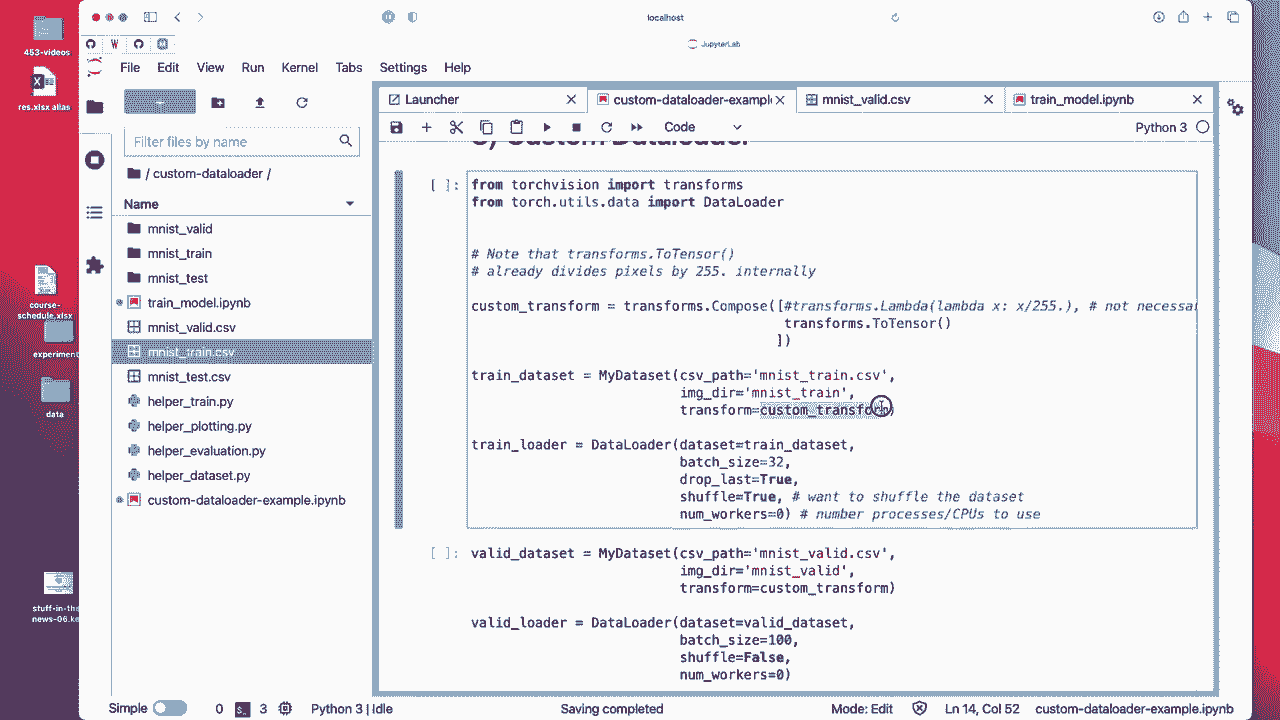 localhost
JupyterLab
453-videos
res.xlsx alias
course-
schedule.xlsx
experiment
data
stuff-in-the
news-06.ke
File Edit View Run Kernel Tabs Settings Help
Filter files by name
/ custom-dataloader /
Name
mnist_valid
mnist_train
mnist_test
train_model.ipynb
mnist_valid.csv
mnist_train.csv
mnist_test.csv
helper_train.py
helper_plotting.py
helper_evaluation.py
helper_dataset.py
custom-dataloader-example.ipynb
Launcher
custom-dataloader-example
mnist_valid.csv
train_model.ipynb
Code
Python 3
Custom Dataloader
[ ]:
from torchvision import transforms
from torch.utils.data import DataLoader
# Note that transforms.ToTensor()
# already divides pixels by 255. internally
custom_transform = transforms.Compose([#transforms.Lambda(lambda x: x/255.), # not necessar
transforms.ToTensor()
])
train_dataset = MyDataset(csv_path='mnist_train.csv',
img_dir='mnist_train',
transform=custom_transform)
train_loader = DataLoader(dataset=train_dataset,
batch_size=32,
drop_last=True,
shuffle=True, # want to shuffle the dataset
num_workers=0) # number processes/CPUs to use
[ ]:
valid_dataset = MyDataset(csv_path='mnist_valid.csv',
img_dir='mnist_valid',
transform=custom_transform)
valid_loader = DataLoader(dataset=valid_dataset,
batch_size=100,
shuffle=False,
num_workers=0)
Simple 0 $_ 3 Python 3 | Idle Saving completed Mode: Edit Ln 14, Col 52 custom-dataloader-example.ipynb